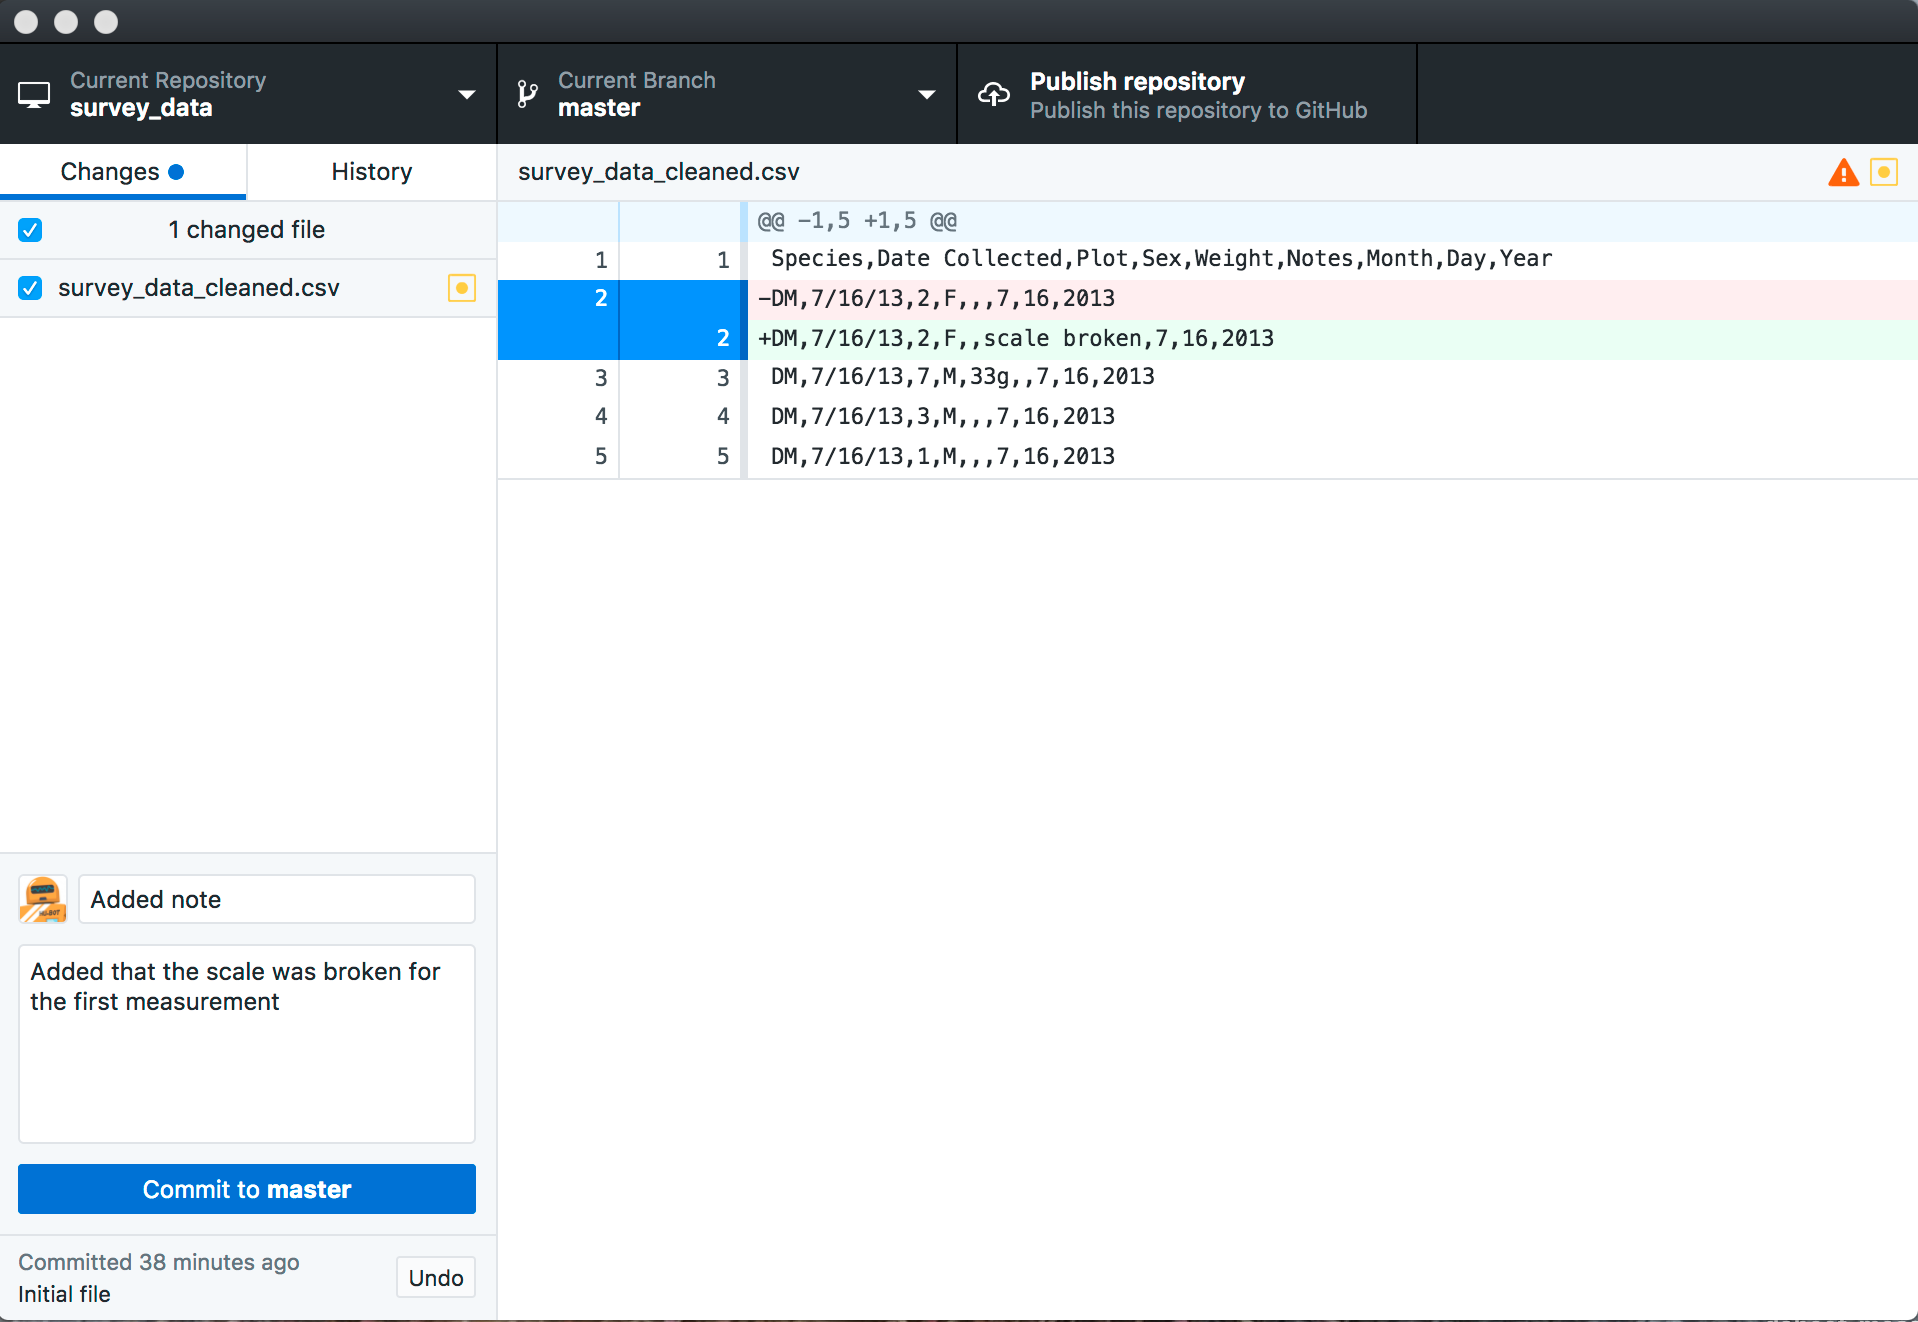 Current Repository
survey_data
Current Branch
master
Publish repository
Publish this repository to GitHub
Changes
History
survey_data_cleaned.csv
1 changed file
survey_data_cleaned.csv
@@ -1,5 +1,5 @@
1 1 Species,Date Collected,Plot,Sex,Weight,Notes,Month,Day,Year
2 -DM,7/16/13,2,F,,,7,16,2013
2 +DM,7/16/13,2,F,,scale broken,7,16,2013
3 3 DM,7/16/13,7,M,33g,,7,16,2013
4 4 DM,7/16/13,3,M,,,7,16,2013
5 5 DM,7/16/13,1,M,,,7,16,2013
Added note
Added that the scale was broken for
the first measurement
Commit to master
Committed 38 minutes ago
Initial file
Undo